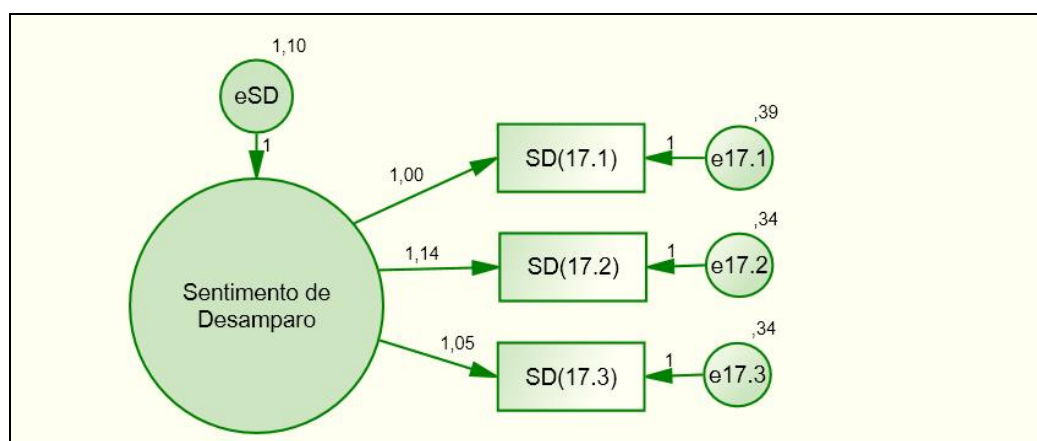 1,10
eSD
1
1,00
SD(17.1)
1
e17.1
,39
1,14
SD(17.2)
1
e17.2
,34
Sentimento de
Desamparo
1,05
SD(17.3)
1
e17.3
,34